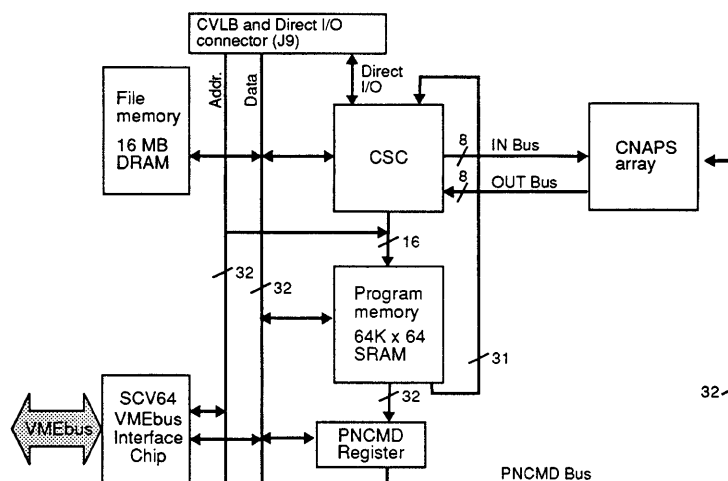 CVLB and Direct I/O
connector (J9)
Addr.
Data
Direct
I/O
File
memory
16 MB
DRAM
CSC
8
IN Bus
8
OUT Bus
CNAPS
array
16
32
32
Program
memory
64K x 64
SRAM
31
32
32
SCV64
VMEbus
Interface
Chip
VMEbus
PNCMD
Register
PNCMD Bus